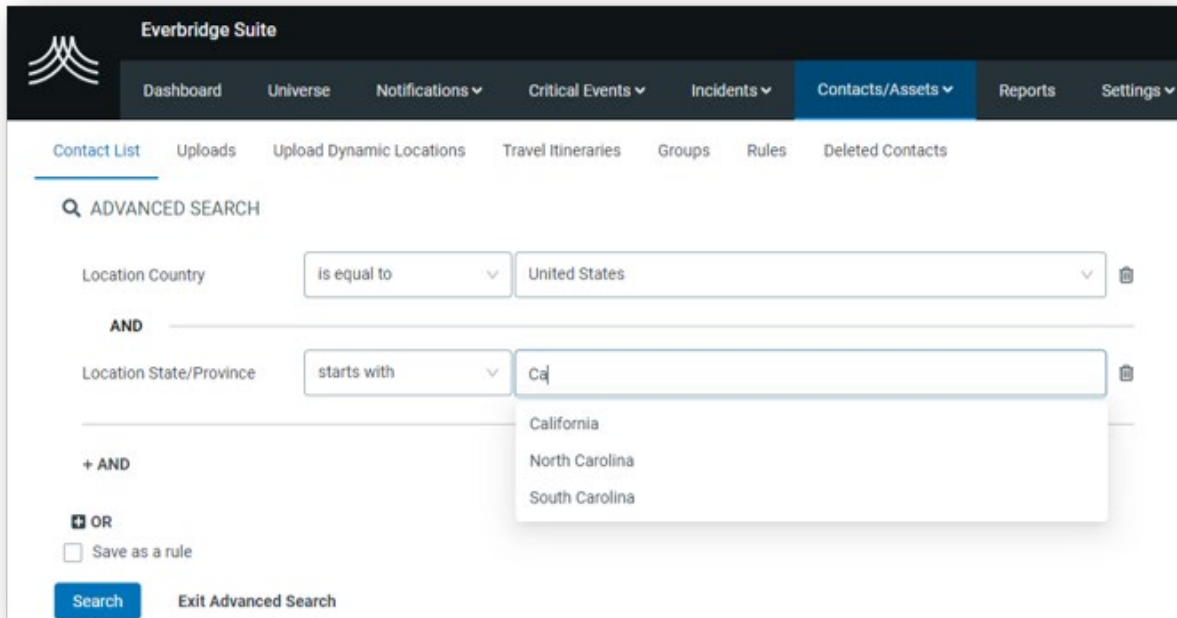 Everbridge Suite
Dashboard Universe Notifications Critical Events Incidents Contacts/Assets Reports Settings
Contact List Uploads Upload Dynamic Locations Travel Itineraries Groups Rules Deleted Contacts
ADVANCED SEARCH
Location Country is equal to United States
AND
Location State/Province starts with Ca
California
+ AND North Carolina
South Carolina
OR
Save as a rule
Search Exit Advanced Search